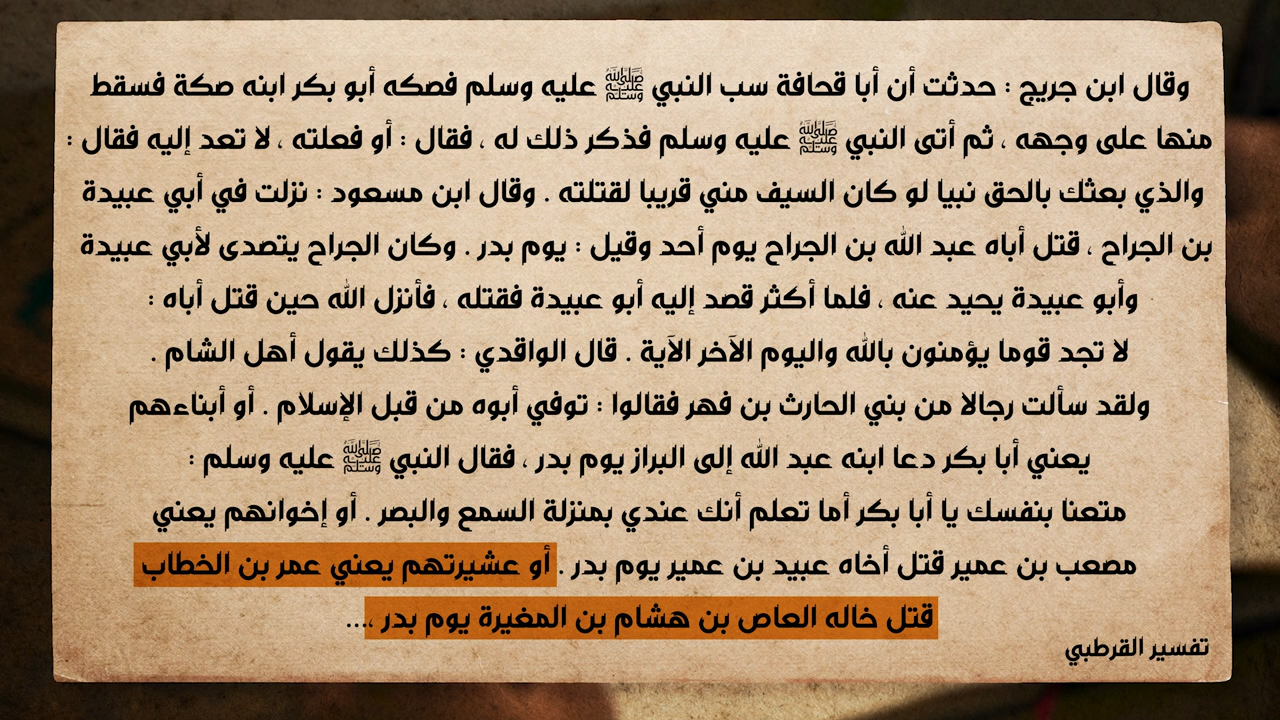 وقال ابن جريج : حدثت أن أبا قحافة سب النبي ﷺ عليه وسلم فصكه أبو بكر ابنه صكة فسقط
منها على وجهه ، ثم أتى النبي ﷺ عليه وسلم فذكر ذلك له ، فقال : أو فعلته ، لا تعد إليه فقال :
والذي بعثك بالحق نبيا لو كان السيف مني قريبا لقتلته . وقال ابن مسعود : نزلت في أبي عبيدة
بن الجراح ، قتل أباه عبد الله بن الجراح يوم أحد وقيل : يوم بدر . وكان الجراح يتصدى لأبي عبيدة
وأبو عبيدة يحيد عنه ، فلما أكثر قصد إليه أبو عبيدة فقتله ، فأنزل الله حين قتل أباه :
لا تجد قوما يؤمنون بالله واليوم الآخر الآية . قال الواقدي : كذلك يقول أهل الشام .
ولقد سألت رجالا من بني الحارث بن فهر فقالوا : توفي أبوه من قبل الإسلام . أو أبناءهم
يعني أبا بكر دعا ابنه عبد الله إلى البراز يوم بدر ، فقال النبي ﷺ عليه وسلم :
متعنا بنفسك يا أبا بكر أما تعلم أنك عندي بمنزلة السمع والبصر . أو إخوانهم يعني
مصعب بن عمير قتل أخاه عبيد بن عمير يوم بدر . أو عشيرتهم يعني عمر بن الخطاب
قتل خاله العاص بن هشام بن المغيرة يوم بدر ،...
تفسير القرطبي